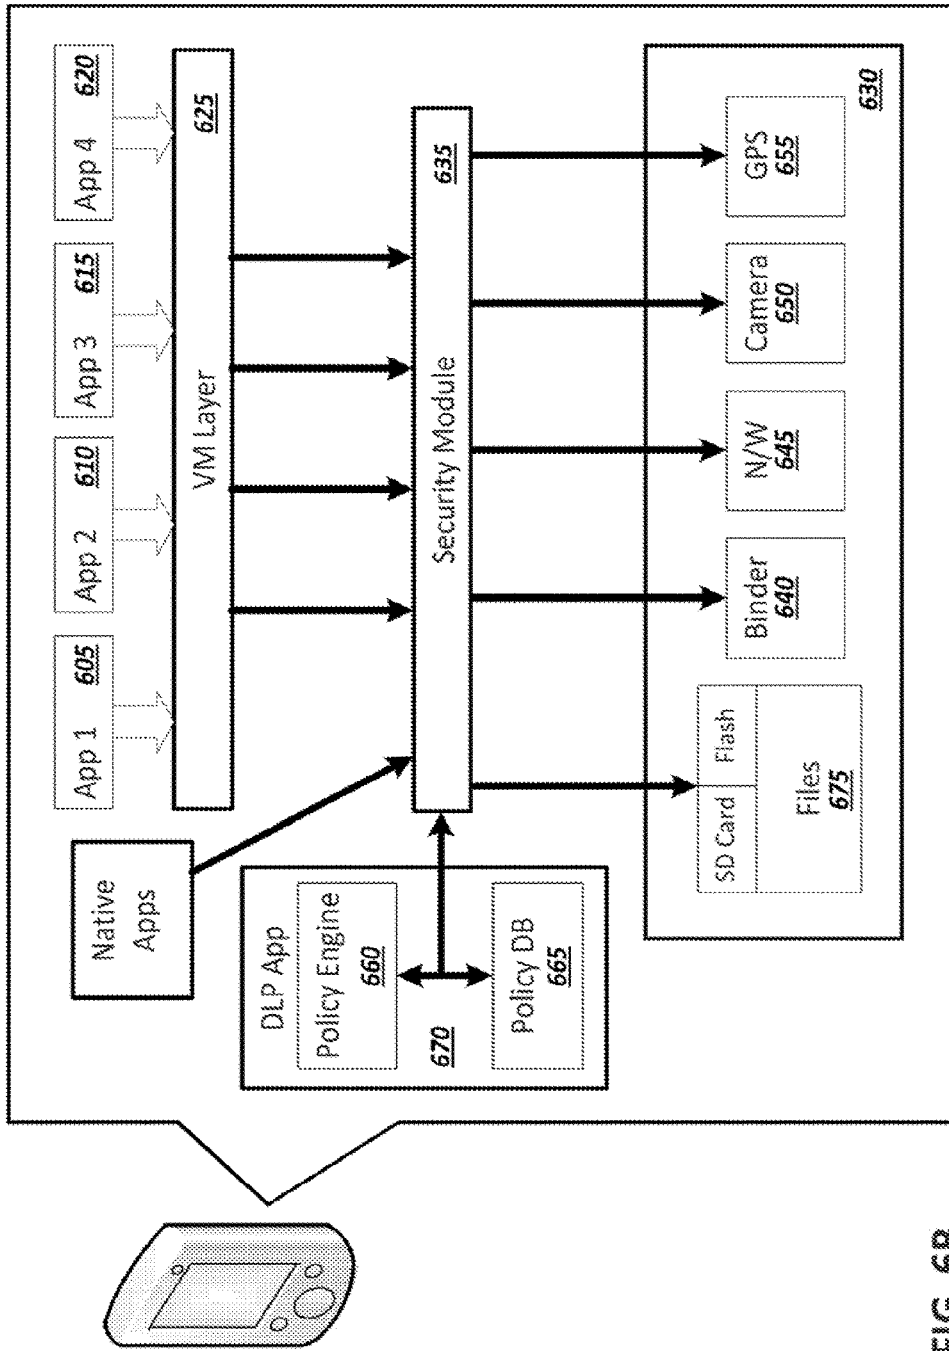 App 1 605
App 2 610
App 3 615
App 4 620
VM Layer 625
Native
Apps
DLP App
Policy Engine
660
670
Policy DB
665
Security Module 635
SD Card Flash
Files
675
Binder
640
N/W
645
Camera
650
GPS
655
630
FIG. 6B